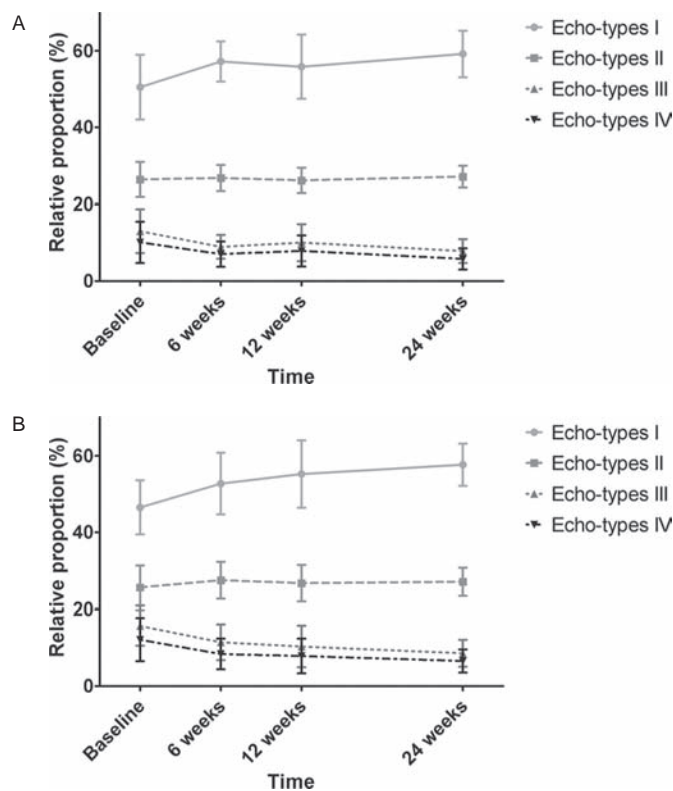 A
Relative proportion (%)
60
40
20
0
Baseline
6 weeks
12 weeks
24 weeks
Time
Echo-types I
Echo-types II
Echo-types III
Echo-types IV
B
Relative proportion (%)
60
40
20
0
Baseline
6 weeks
12 weeks
24 weeks
Time
Echo-types I
Echo-types II
Echo-types III
Echo-types IV